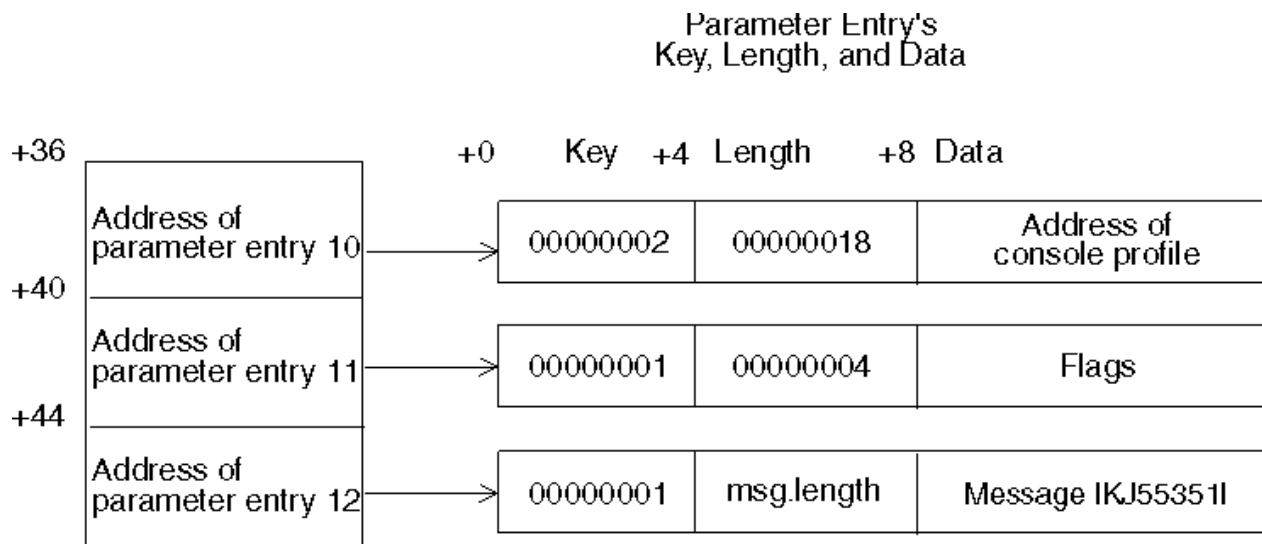 Parameter Entry's
Key, Length, and Data
+36
+0 Key +4 Length +8 Data
Address of
parameter entry 10
00000002 00000018 Address of
console profile
+40
Address of
parameter entry 11
00000001 00000004 Flags
+44
Address of
parameter entry 12
00000001 msg.length Message IKJ55351I